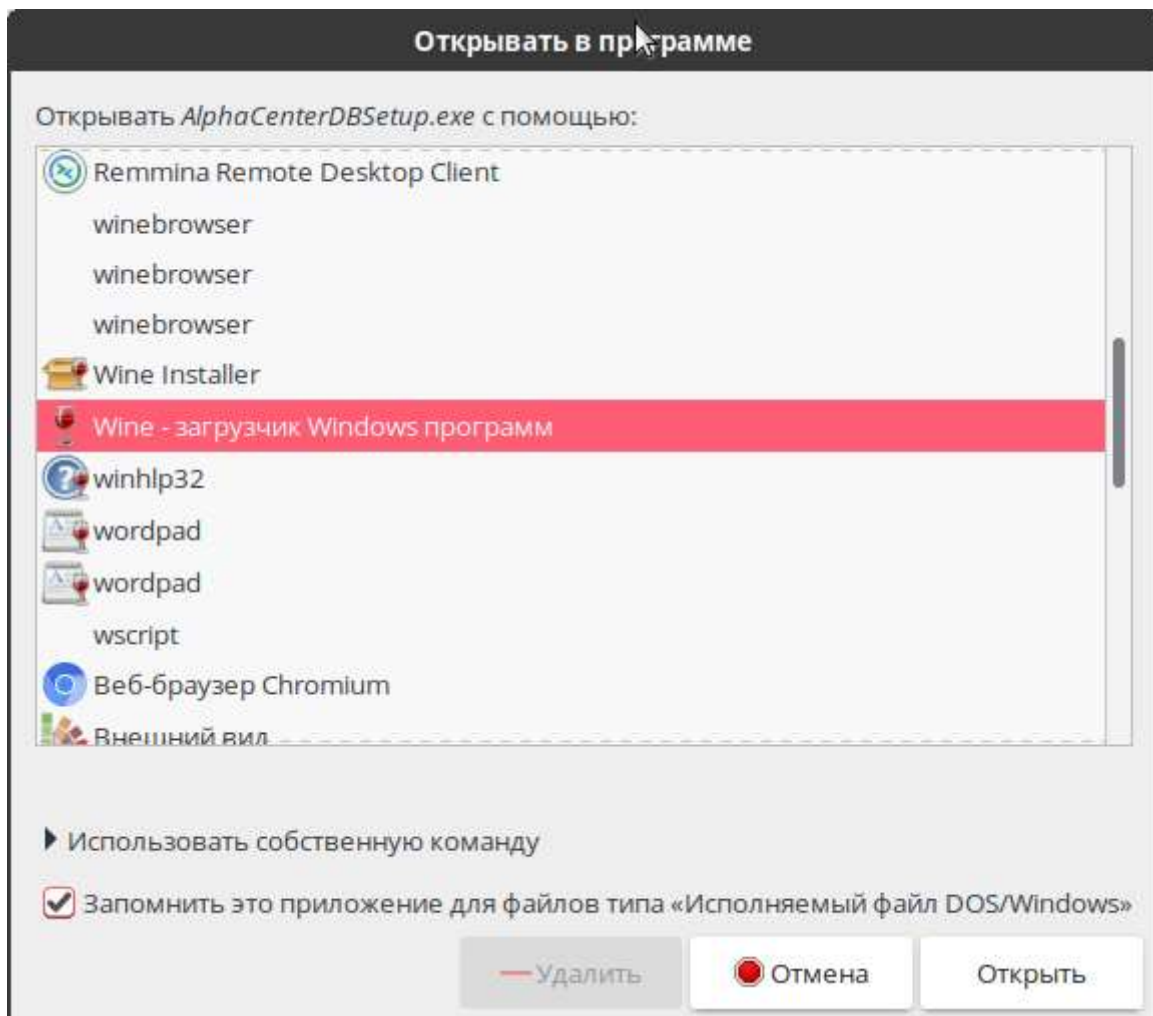 Открывать в программе
Открывать AlphaCenterDBSetup.exe с помощью:
Remmina Remote Desktop Client
winebrowser
winebrowser
winebrowser
Wine Installer
Wine - загрузчик Windows программ
winhlp32
wordpad
wordpad
wscript
Веб-браузер Chromium
Внешний вид
Использовать собственную команду
Запомнить это приложение для файлов типа «Исполняемый файл DOS/Windows»
Удалить Отмена Открыть